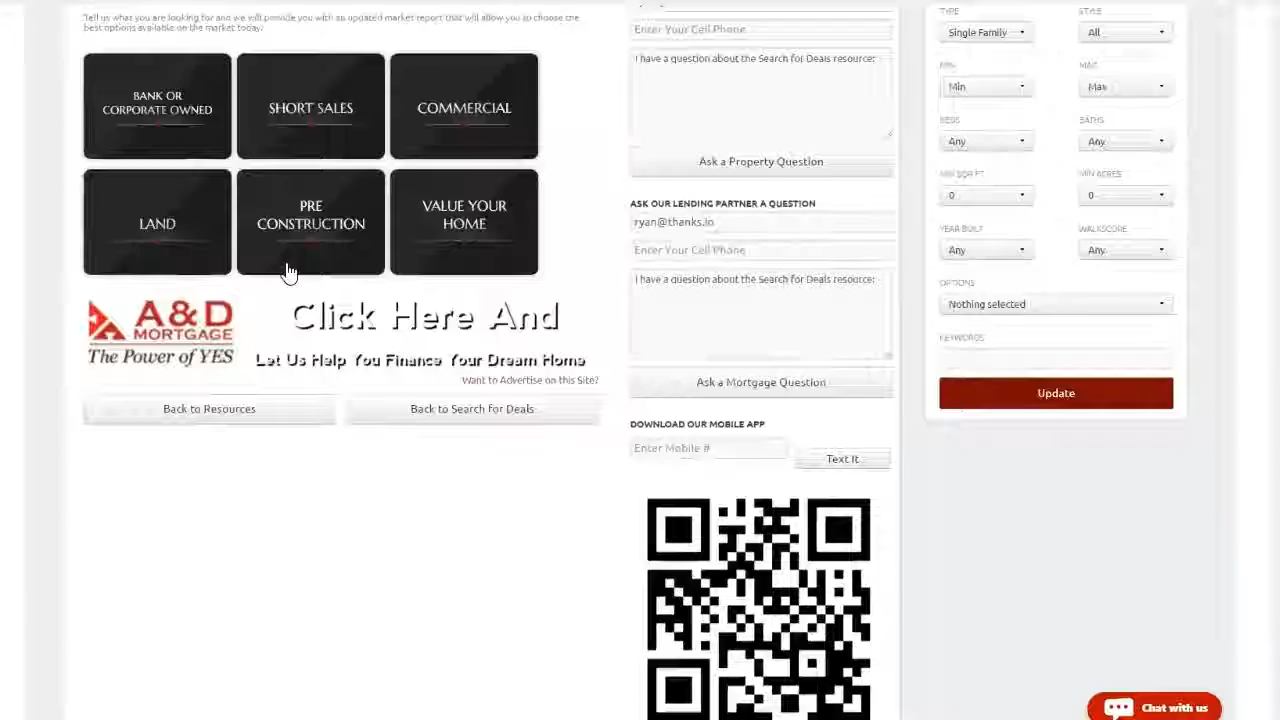 Tell us what you are looking for and we will provide you with an updated market report that will allow you to choose the
best options available on the market today!
BANK OR
CORPORATE OWNED
SHORT SALES
COMMERCIAL
LAND
PRE
CONSTRUCTION
VALUE YOUR
HOME
A&D
MORTGAGE
The Power of YES
Click Here And
Let Us Help You Finance Your Dream Home
Want to Advertise on this Site?
Back to Resources
Back to Search for Deals
Enter Your Cell Phone
I have a question about the Search for Deals resource:
Ask a Property Question
ASK OUR LENDING PARTNER A QUESTION
ryan@thanks.io
Enter Your Cell Phone
I have a question about the Search for Deals resource:
Ask a Mortgage Question
DOWNLOAD OUR MOBILE APP
Enter Mobile #
Text It
TYPE
STYLE
Single Family
All
MIN
MAX
Min
Max
BEDS
BATHS
Any
Any
MIN SQR FT
MIN ACRES
0
0
YEAR BUILT
WALKSCORE
Any
Any
OPTIONS
Nothing selected
KEYWORDS
Update
Chat with us